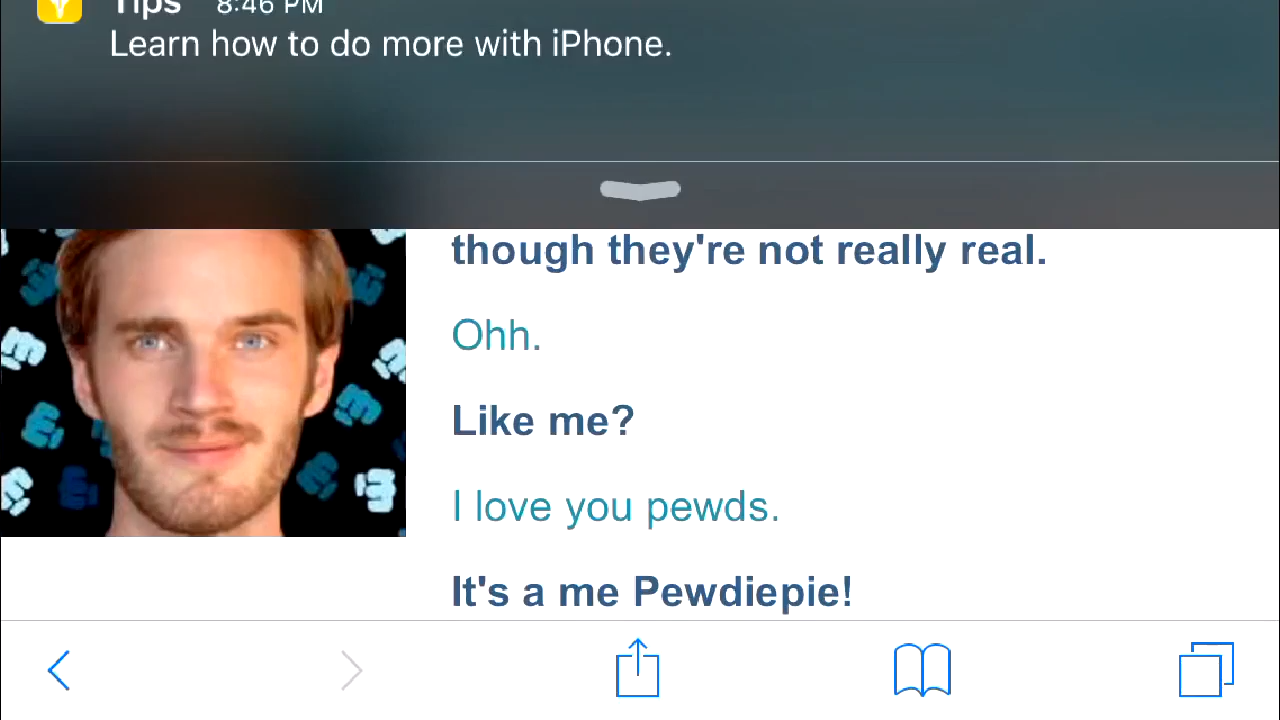 Tips 8:46 PM
Learn how to do more with iPhone.
though they're not really real.
Ohh.
Like me?
I love you pewds.
It's a me Pewdiepie!